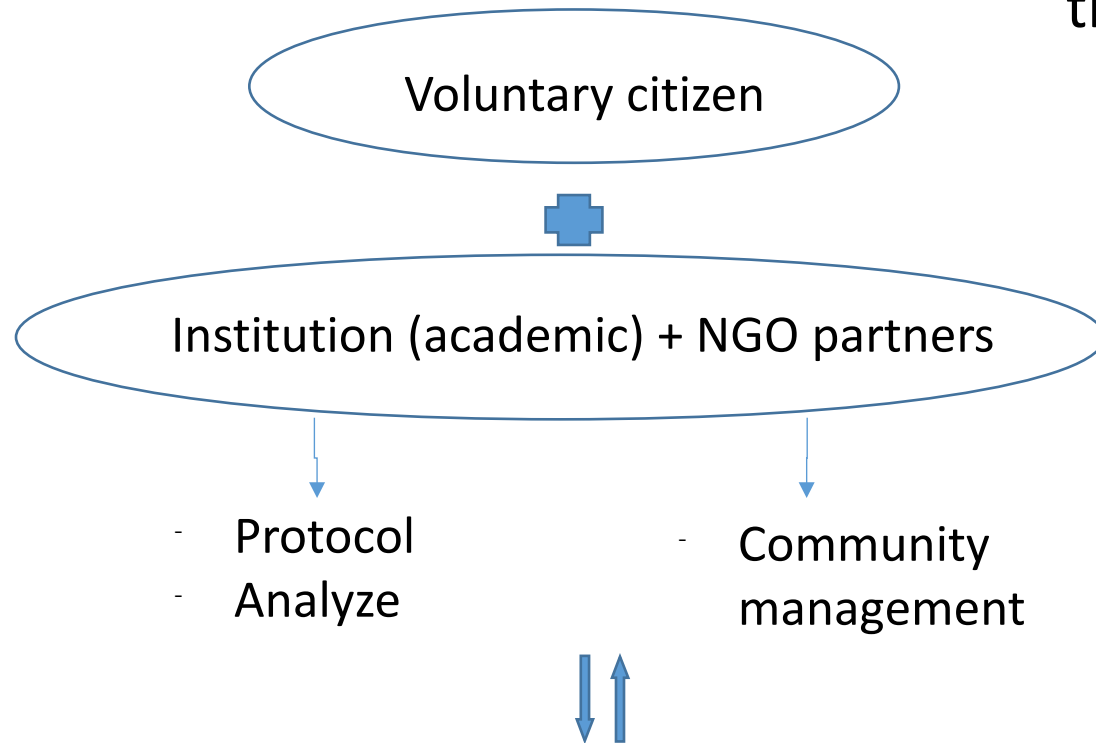 Voluntary citizen
Institution (academic) + NGO partners
- Protocol
- Analyze
- Community
management